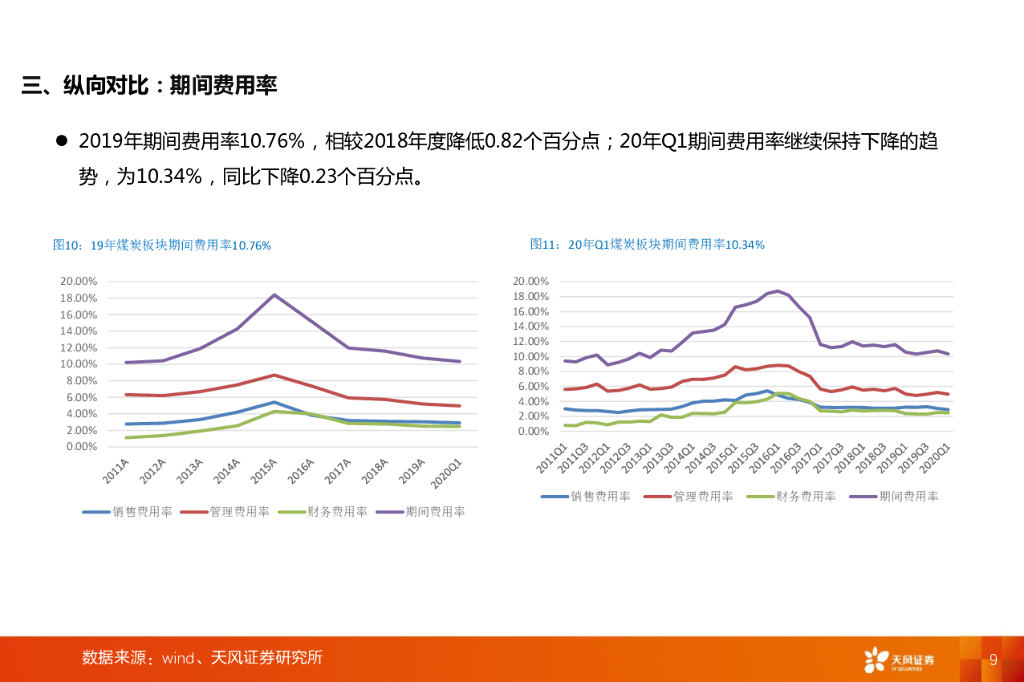 三、纵向对比：期间费用率
● 2019年期间费用率10.76%，相较2018年度降低0.82个百分点；20年Q1期间费用率继续保持下降的趋
势，为10.34%，同比下降0.23个百分点。
图10：19年煤炭板块期间费用率10.76%
20.00%
18.00%
16.00%
14.00%
12.00%
10.00%
8.00%
6.00%
4.00%
2.00%
0.00%
2011A 2012A 2013A 2014A 2015A 2016A 2017A 2018A 2019A 2020Q1
销售费用率 管理费用率 财务费用率 期间费用率
图11：20年Q1煤炭板块期间费用率10.34%
20.00%
18.00%
16.00%
14.00%
12.00%
10.00%
8.00%
6.00%
4.00%
2.00%
0.00%
2011Q1 2011Q3 2012Q1 2012Q3 2013Q1 2013Q3 2014Q1 2014Q3 2015Q1 2015Q3 2016Q1 2016Q3 2017Q1 2017Q3 2018Q1 2018Q3 2019Q1 2019Q3 2020Q1
销售费用率 管理费用率 财务费用率 期间费用率
数据来源：wind、天风证券研究所
天风证券
TF SECURITIES
9